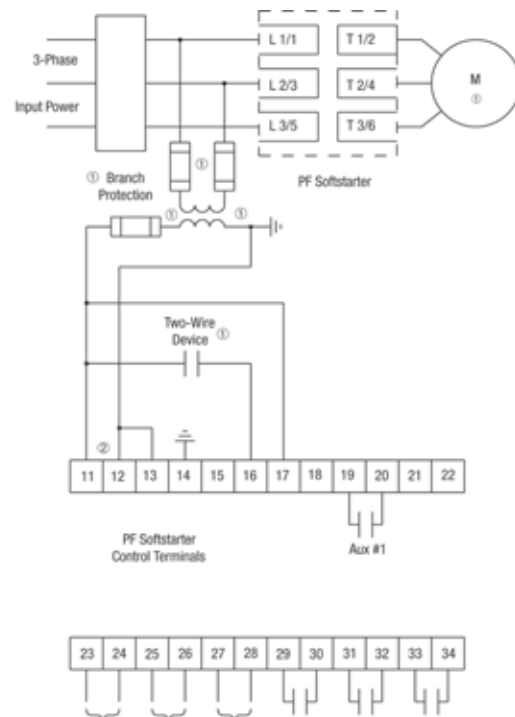 3-Phase
Input Power
L 1/1
T 1/2
L 2/3
T 2/4
L 3/5
T 3/6
M
①
PF Softstarter
① Branch
Protection
①
①
①
Two-Wire
Device ①
②
11 12 13 14 15 16 17 18 19 20 21 22
PF Softstarter
Control Terminals
Aux #1
23 24 25 26 27 28 29 30 31 32 33 34